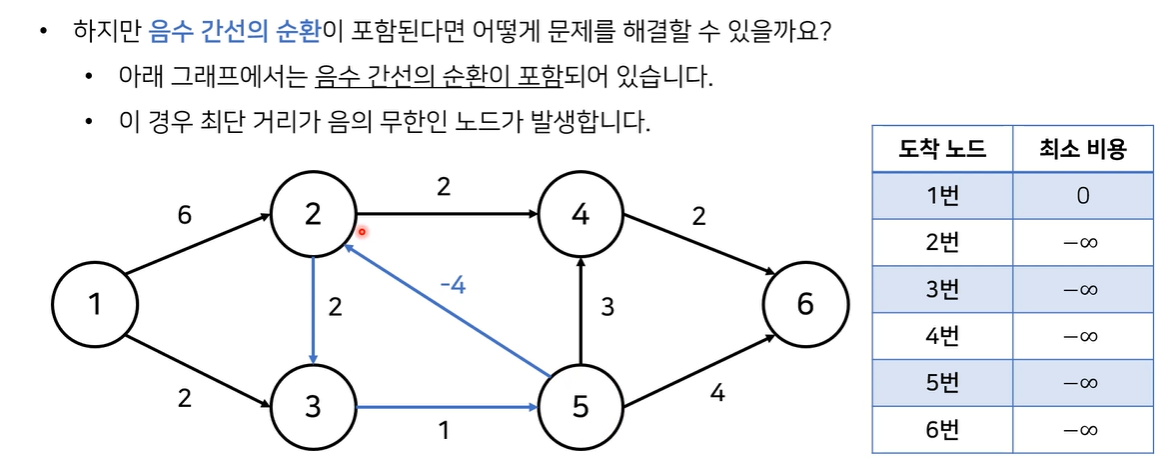 • 하지만 음수 간선의 순환이 포함된다면 어떻게 문제를 해결할 수 있을까요?
• 아래 그래프에서는 음수 간선의 순환이 포함되어 있습니다.
• 이 경우 최단 거리가 음의 무한인 노드가 발생합니다.
도착 노드 최소 비용
1번 0
2번 −∞
3번 −∞
4번 −∞
5번 −∞
6번 −∞
6
2
2
4
2
1
2
-4
3
6
2
3
1
5
4